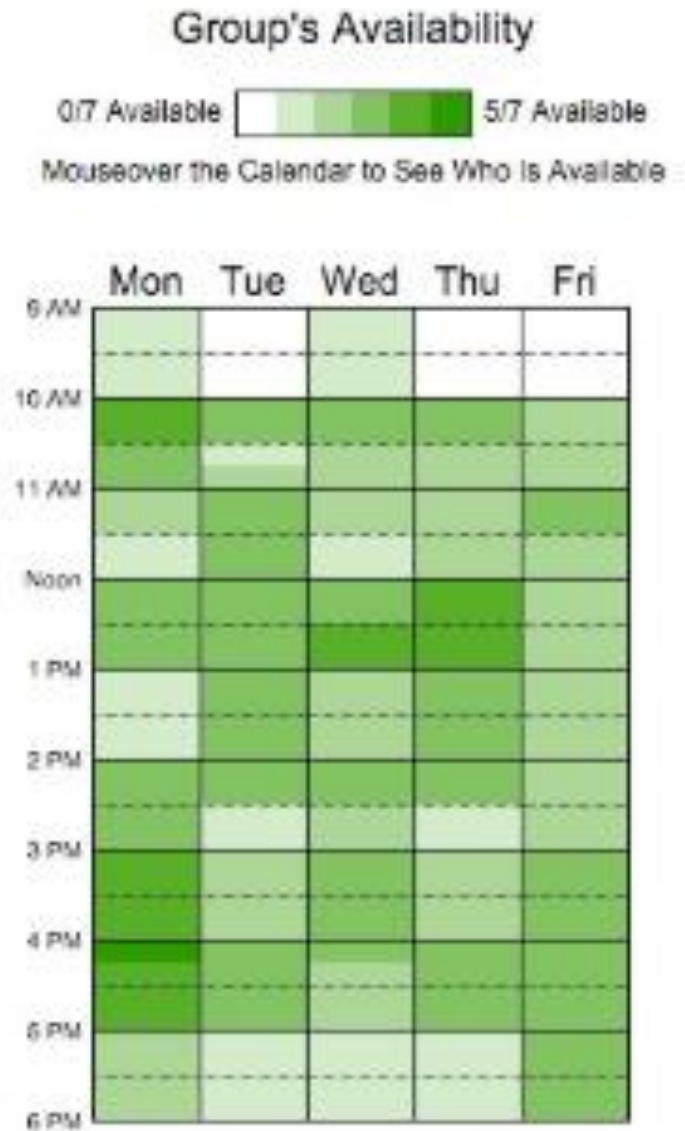 Group's Availability
0/7 Available 5/7 Available
Mouseover the Calendar to See Who Is Available
Mon Tue Wed Thu Fri
9 AM
10 AM
11 AM
Noon
1 PM
2 PM
3 PM
4 PM
5 PM
6 PM